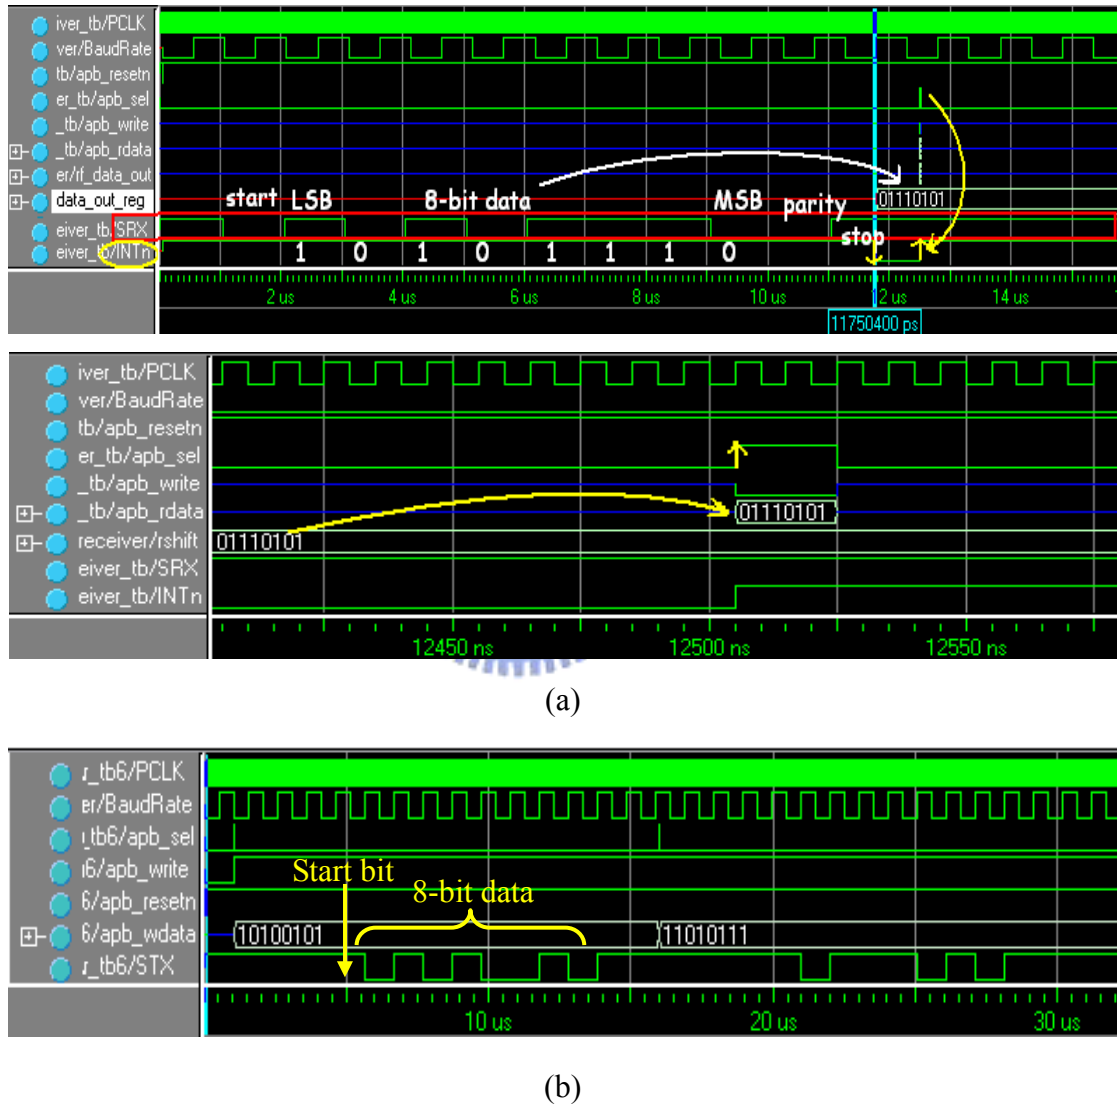 iver_tb/PCLK
ver/BaudRate
tb/apb_resetn
er_tb/apb_sel
_tb/apb_write
_tb/apb_rdata
er/rf_data_out
data_out_reg
eiver_tb/SRX
eiver_tb/INTn
start LSB 8-bit data MSB parity
stop
01110101
1 0 1 0 1 1 1 0
2 us 4 us 6 us 8 us 10 us 12 us 14 us
11750400 ps
iver_tb/PCLK
ver/BaudRate
tb/apb_resetn
er_tb/apb_sel
_tb/apb_write
_tb/apb_rdata
receiver/rshift
eiver_tb/SRX
eiver_tb/INTn
01110101
01110101
12450 ns 12500 ns 12550 ns
(a)
r_tb6/PCLK
er/BaudRate
r_tb6/apb_sel
r6/apb_write
6/apb_resetn
6/apb_wdata
r_tb6/STX
Start bit
8-bit data
10100101 11010111
10 us 20 us 30 us
(b)